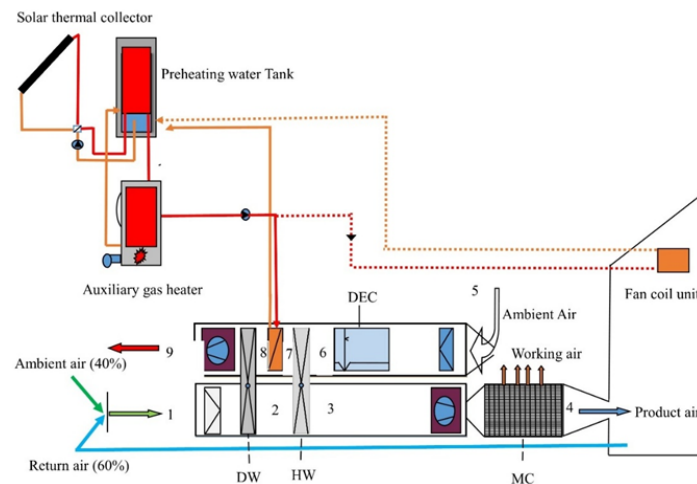 Solar thermal collector
Preheating water Tank
Auxiliary gas heater
Fan coil unit
DEC
5
Ambient Air
9
8
7
6
Working air
Ambient air (40%)
1
2
3
4
Product air
Return air (60%)
DW
HW
MC